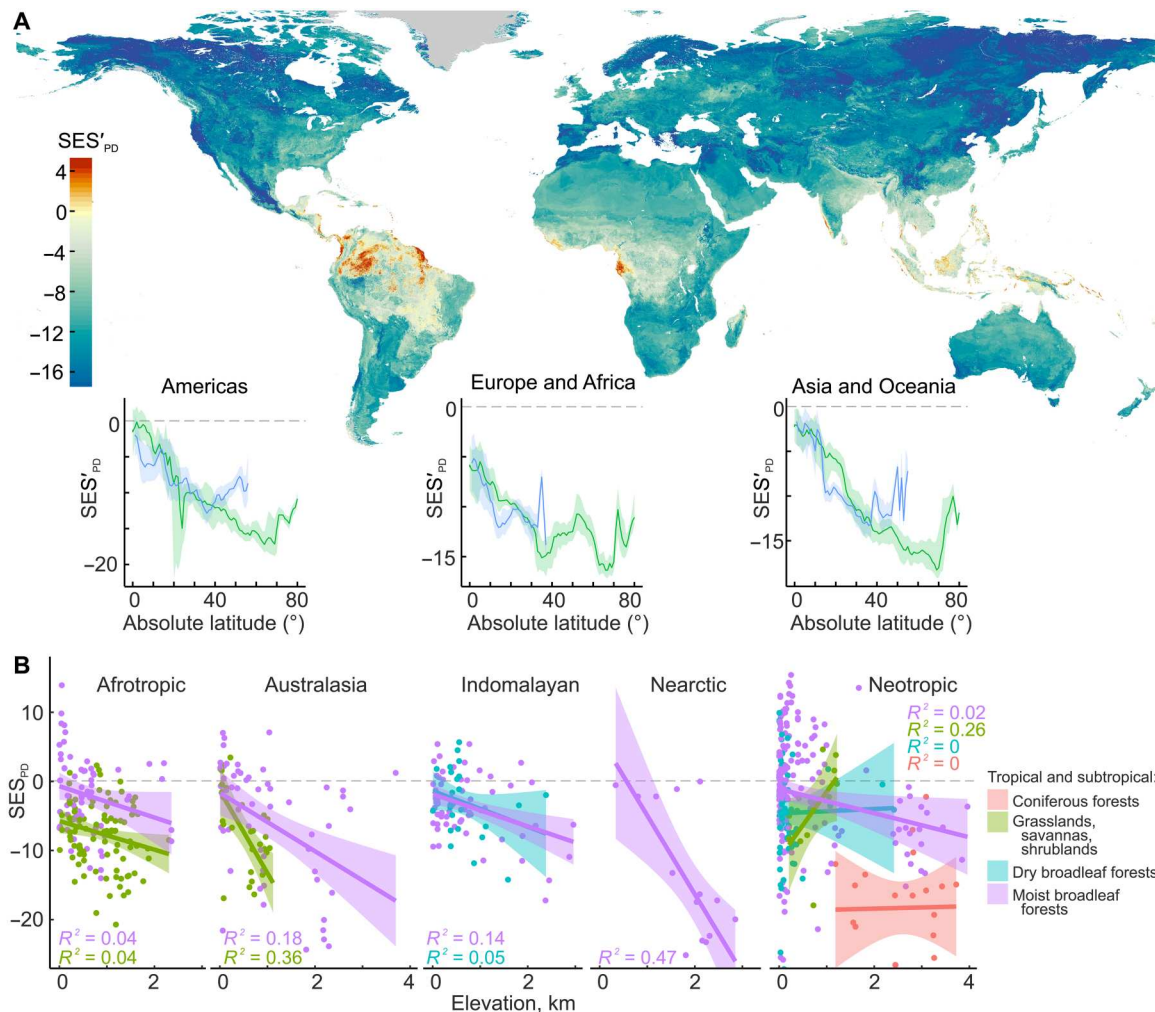 A
SES′PD
4
0
−4
−8
−12
−16
Americas
0
−20
SES′PD
0 40 80
Absolute latitude (°)
Europe and Africa
0
−15
SES′PD
0 40 80
Absolute latitude (°)
Asia and Oceania
0
−15
SES′PD
0 40 80
Absolute latitude (°)
B
SESPD
10
0
−10
−20
Afrotropic
R² = 0.04
R² = 0.04
0 2
Australasia
R² = 0.18
R² = 0.36
0 2
Indomalayan
R² = 0.14
R² = 0.05
0 2
Nearctic
R² = 0.47
0 2
Neotropic
R² = 0.02
R² = 0.26
R² = 0
R² = 0
0 2 4
Elevation, km
Tropical and subtropical:
Coniferous forests
Grasslands,
savannas,
shrublands
Dry broadleaf forests
Moist broadleaf
forests